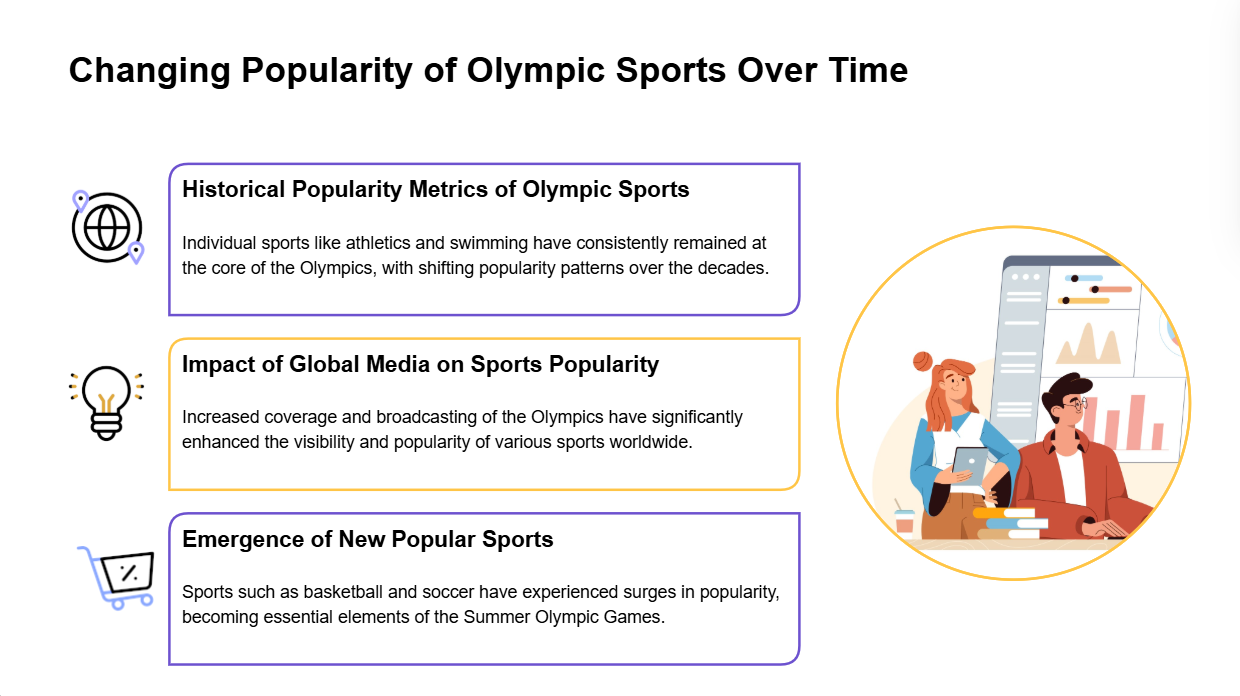 Changing Popularity of Olympic Sports Over Time
Historical Popularity Metrics of Olympic Sports
Individual sports like athletics and swimming have consistently remained at
the core of the Olympics, with shifting popularity patterns over the decades.
Impact of Global Media on Sports Popularity
Increased coverage and broadcasting of the Olympics have significantly
enhanced the visibility and popularity of various sports worldwide.
Emergence of New Popular Sports
Sports such as basketball and soccer have experienced surges in popularity,
becoming essential elements of the Summer Olympic Games.